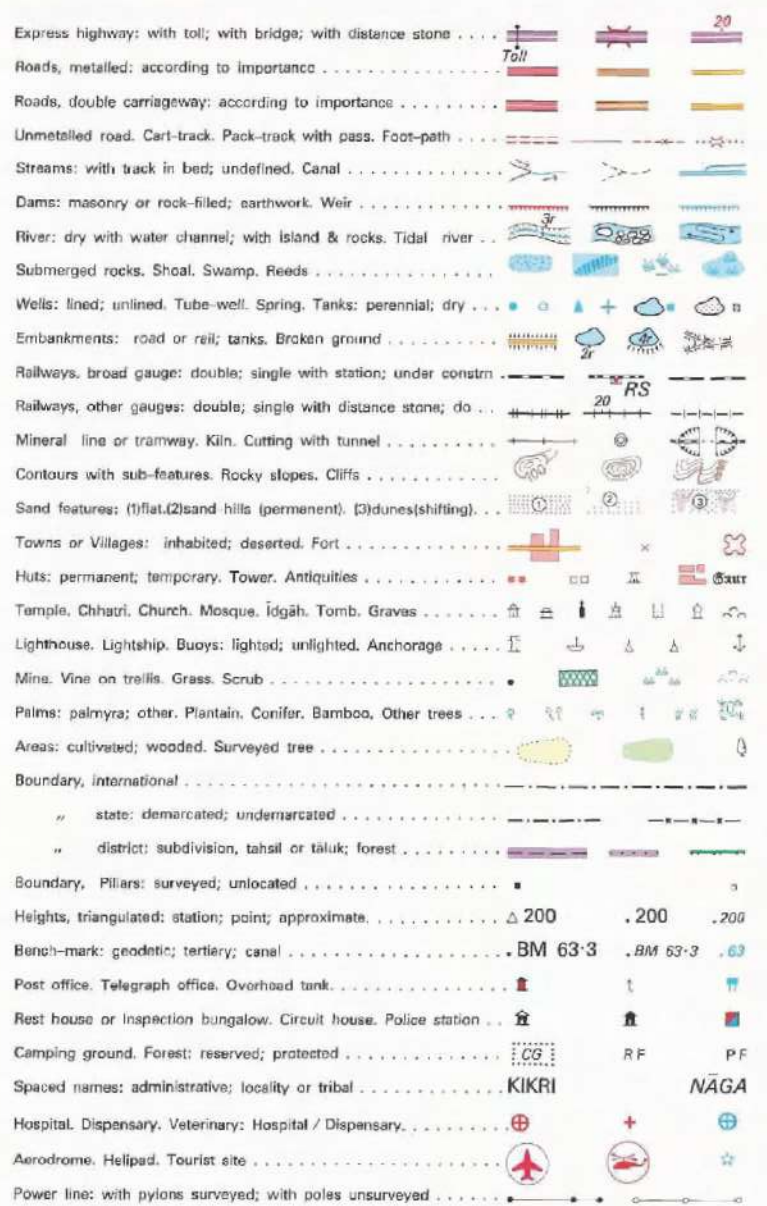 Express highway: with toll; with bridge; with distance stone . . . . Toll 20
Roads, metalled: according to importance . . . . . . . . . . . . . . . .
Roads, double carriageway: according to importance . . . . . . . . .
Unmetalled road. Cart-track. Pack-track with pass. Foot-path . . . .
Streams: with track in bed; undefined. Canal . . . . . . . . . . . . . .
Dams: masonry or rock-filled; earthwork. Weir . . . . . . . . . . . . .
River: dry with water channel; with island & rocks. Tidal river . . 3r
Submerged rocks. Shoal. Swamp. Reeds . . . . . . . . . . . . . . . .
Wells: lined; unlined. Tube-well. Spring. Tanks: perennial; dry . . .
Embankments: road or rail; tanks. Broken ground . . . . . . . . . . . 2r 4r
Railways, broad gauge: double; single with station; under constrn . RS
Railways, other gauges: double; single with distance stone; do . . . 20
Mineral line or tramway. Kiln. Cutting with tunnel . . . . . . . . . .
Contours with sub-features. Rocky slopes. Cliffs . . . . . . . . . . . .
Sand features: (1)flat.(2)sand hills (permanent). (3)dunes(shifting). . . 1 2 3
Towns or Villages: inhabited; deserted. Fort . . . . . . . . . . . . . .
Huts: permanent; temporary. Tower. Antiquities . . . . . . . . . . . . Gaur
Temple. Chhatri. Church. Mosque. Īdgāh. Tomb. Graves . . . . . .
Lighthouse. Lightship. Buoys: lighted; unlighted. Anchorage . . . . .
Mine. Vine on trellis. Grass. Scrub . . . . . . . . . . . . . . . . . . .
Palms: palmyra; other. Plantain. Conifer. Bamboo. Other trees . . .
Areas: cultivated; wooded. Surveyed tree . . . . . . . . . . . . . . . .
Boundary, international . . . . . . . . . . . . . . . . . . . . . . . . . .
„ state: demarcated; undemarcated . . . . . . . . . . . . . .
„ district: subdivision, tahsil or tāluk; forest . . . . . . . . .
Boundary, Pillars: surveyed; unlocated . . . . . . . . . . . . . . . . .
Heights, triangulated: station; point; approximate. . . . . . . . . . . . △ 200 . 200 . 200
Bench-mark: geodetic; tertiary; canal . . . . . . . . . . . . . . . . . . . BM 63·3 . BM 63·3 . 63
Post office. Telegraph office. Overhead tank. . . . . . . . . . . . . . .
Rest house or Inspection bungalow. Circuit house. Police station . .
Camping ground. Forest: reserved; protected . . . . . . . . . . . . . CG RF PF
Spaced names: administrative; locality or tribal . . . . . . . . . . . . KIKRI NĀGA
Hospital. Dispensary. Veterinary: Hospital / Dispensary. . . . . . . . .
Aerodrome. Helipad. Tourist site . . . . . . . . . . . . . . . . . . . . .
Power line: with pylons surveyed; with poles unsurveyed . . . . . .